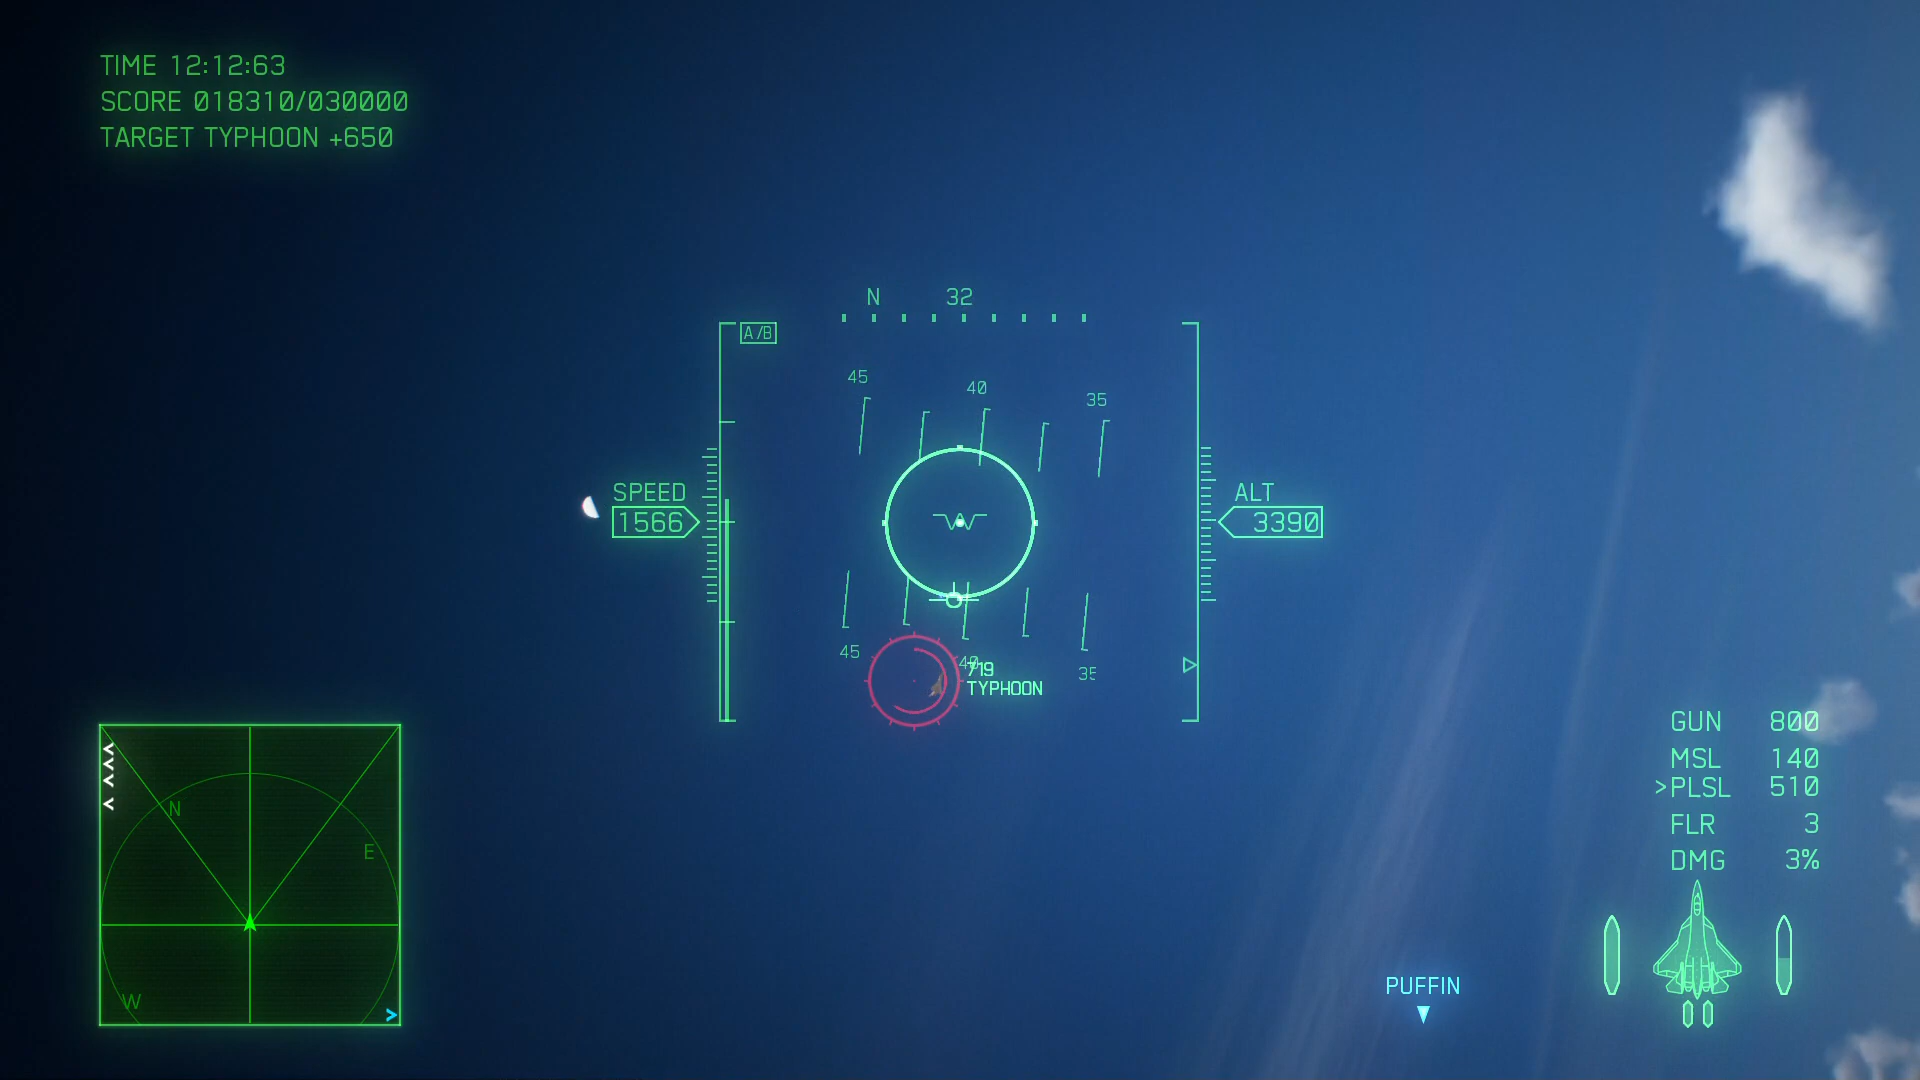 TIME 12:12:63
SCORE 018310/030000
TARGET TYPHOON +650
N 32
A/B
45 40 35
SPEED
1566
ALT
3390
45 40 35
719
TYPHOON
N
E
W
GUN 800
MSL 140
>PLSL 510
FLR 3
DMG 3%
PUFFIN